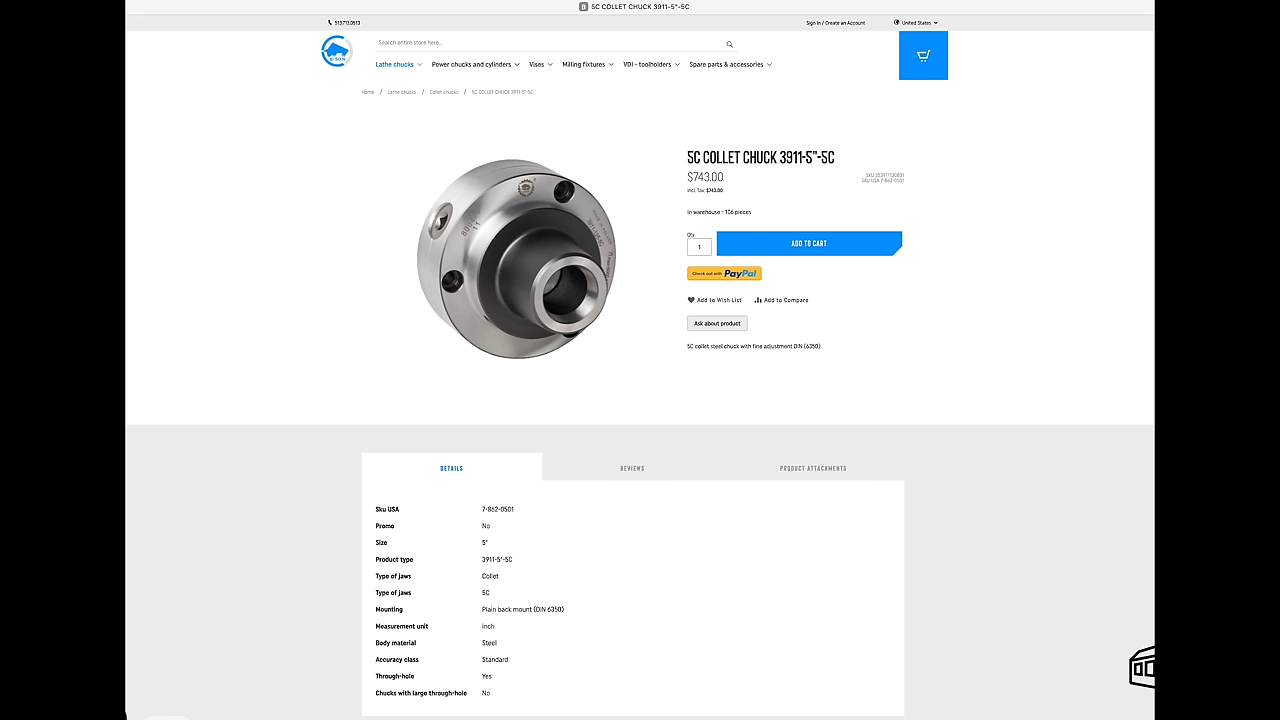 B 5C COLLET CHUCK 3911-5"-5C
513.713.0513
Sign In / Create an Account
United States
BISON
Search entire store here...
Lathe chucks
Power chucks and cylinders
Vises
Milling fixtures
VDI - toolholders
Spare parts & accessories
Home / Lathe chucks / Collet chucks / 5C COLLET CHUCK 3911-5"-5C
5C COLLET CHUCK 3911-5"-5C
$743.00
Incl. Tax: $743.00
SKU USA 7-862-0501
In warehouse - 106 pieces
Qty
1
ADD TO CART
Check out with PayPal
Add to Wish List
Add to Compare
Ask about product
5C collet steel chuck with fine adjustment DIN (6350)
DETAILS
REVIEWS
PRODUCT ATTACHMENTS
Sku USA 7-862-0501
Promo No
Size 5"
Product type 3911-5"-5C
Type of jaws Collet
Type of jaws 5C
Mounting Plain back mount (DIN 6350)
Measurement unit inch
Body material Steel
Accuracy class Standard
Through-hole Yes
Chucks with large through-hole No